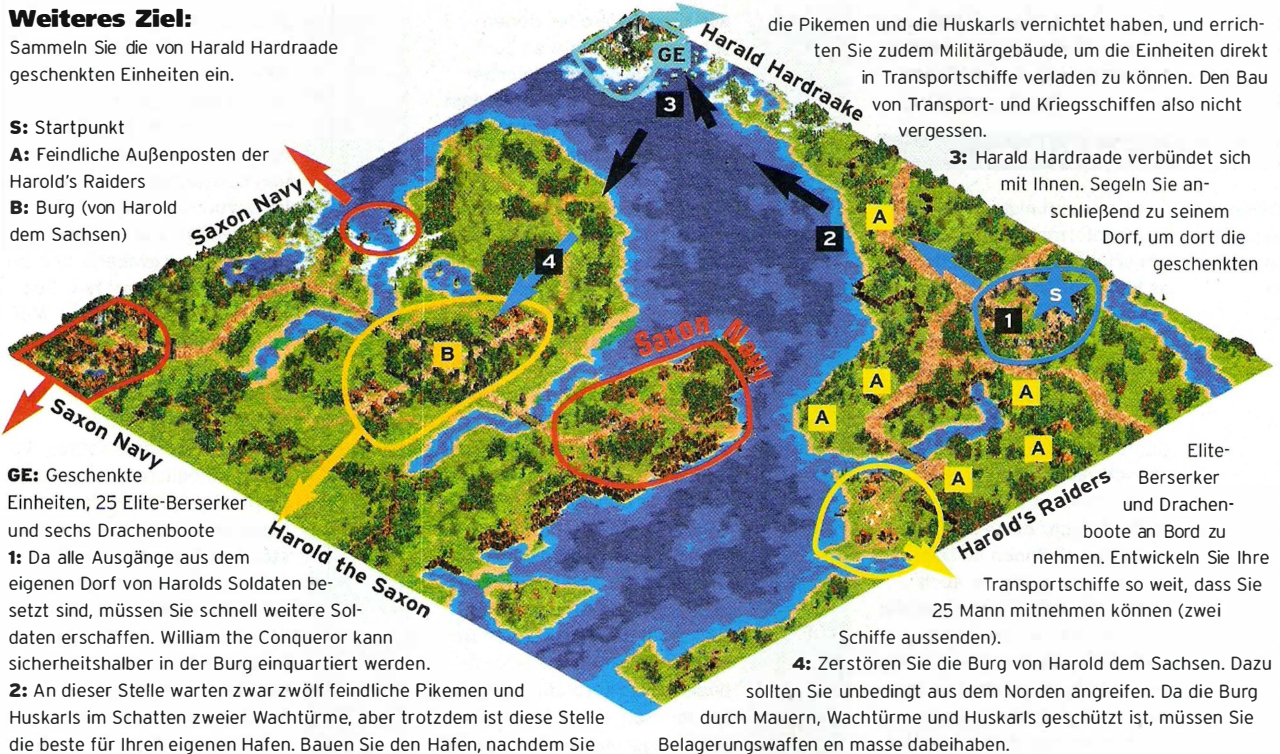 Weiteres Ziel:
Sammeln Sie die von Harald Hardraade
geschenkten Einheiten ein.
S: Startpunkt
A: Feindliche Außenposten der
Harold's Raiders
B: Burg (von Harold
dem Sachsen)
GE: Geschenkte
Einheiten, 25 Elite-Berserker
und sechs Drachenboote
1: Da alle Ausgänge aus dem
eigenen Dorf von Harolds Soldaten be-
setzt sind, müssen Sie schnell weitere Sol-
daten erschaffen. William the Conqueror kann
sicherheitshalber in der Burg einquartiert werden.
2: An dieser Stelle warten zwar zwölf feindliche Pikemen und
Huskarls im Schatten zweier Wachtürme, aber trotzdem ist diese Stelle
die beste für Ihren eigenen Hafen. Bauen Sie den Hafen, nachdem Sie
die Pikemen und die Huskarls vernichtet haben, und errich-
ten Sie zudem Militärgebäude, um die Einheiten direkt
in Transportschiffe verladen zu können. Den Bau
von Transport- und Kriegsschiffen also nicht
vergessen.
3: Harald Hardraade verbündet sich
mit Ihnen. Segeln Sie an-
schließend zu seinem
Dorf, um dort die
geschenkten
Elite-
Berserker
und Drachen-
boote an Bord zu
nehmen. Entwickeln Sie Ihre
Transportschiffe so weit, dass Sie
25 Mann mitnehmen können (zwei
Schiffe aussenden).
4: Zerstören Sie die Burg von Harold dem Sachsen. Dazu
sollten Sie unbedingt aus dem Norden angreifen. Da die Burg
durch Mauern, Wachtürme und Huskarls geschützt ist, müssen Sie
Belagerungswaffen en masse dabeihaben.
GE
Harald Hardraake
3
Saxon Navy
4
2
A
S
1
B
Saxon Navy
A
A
A
A
A
Saxon Navy
Harold the Saxon
Harold's Raiders